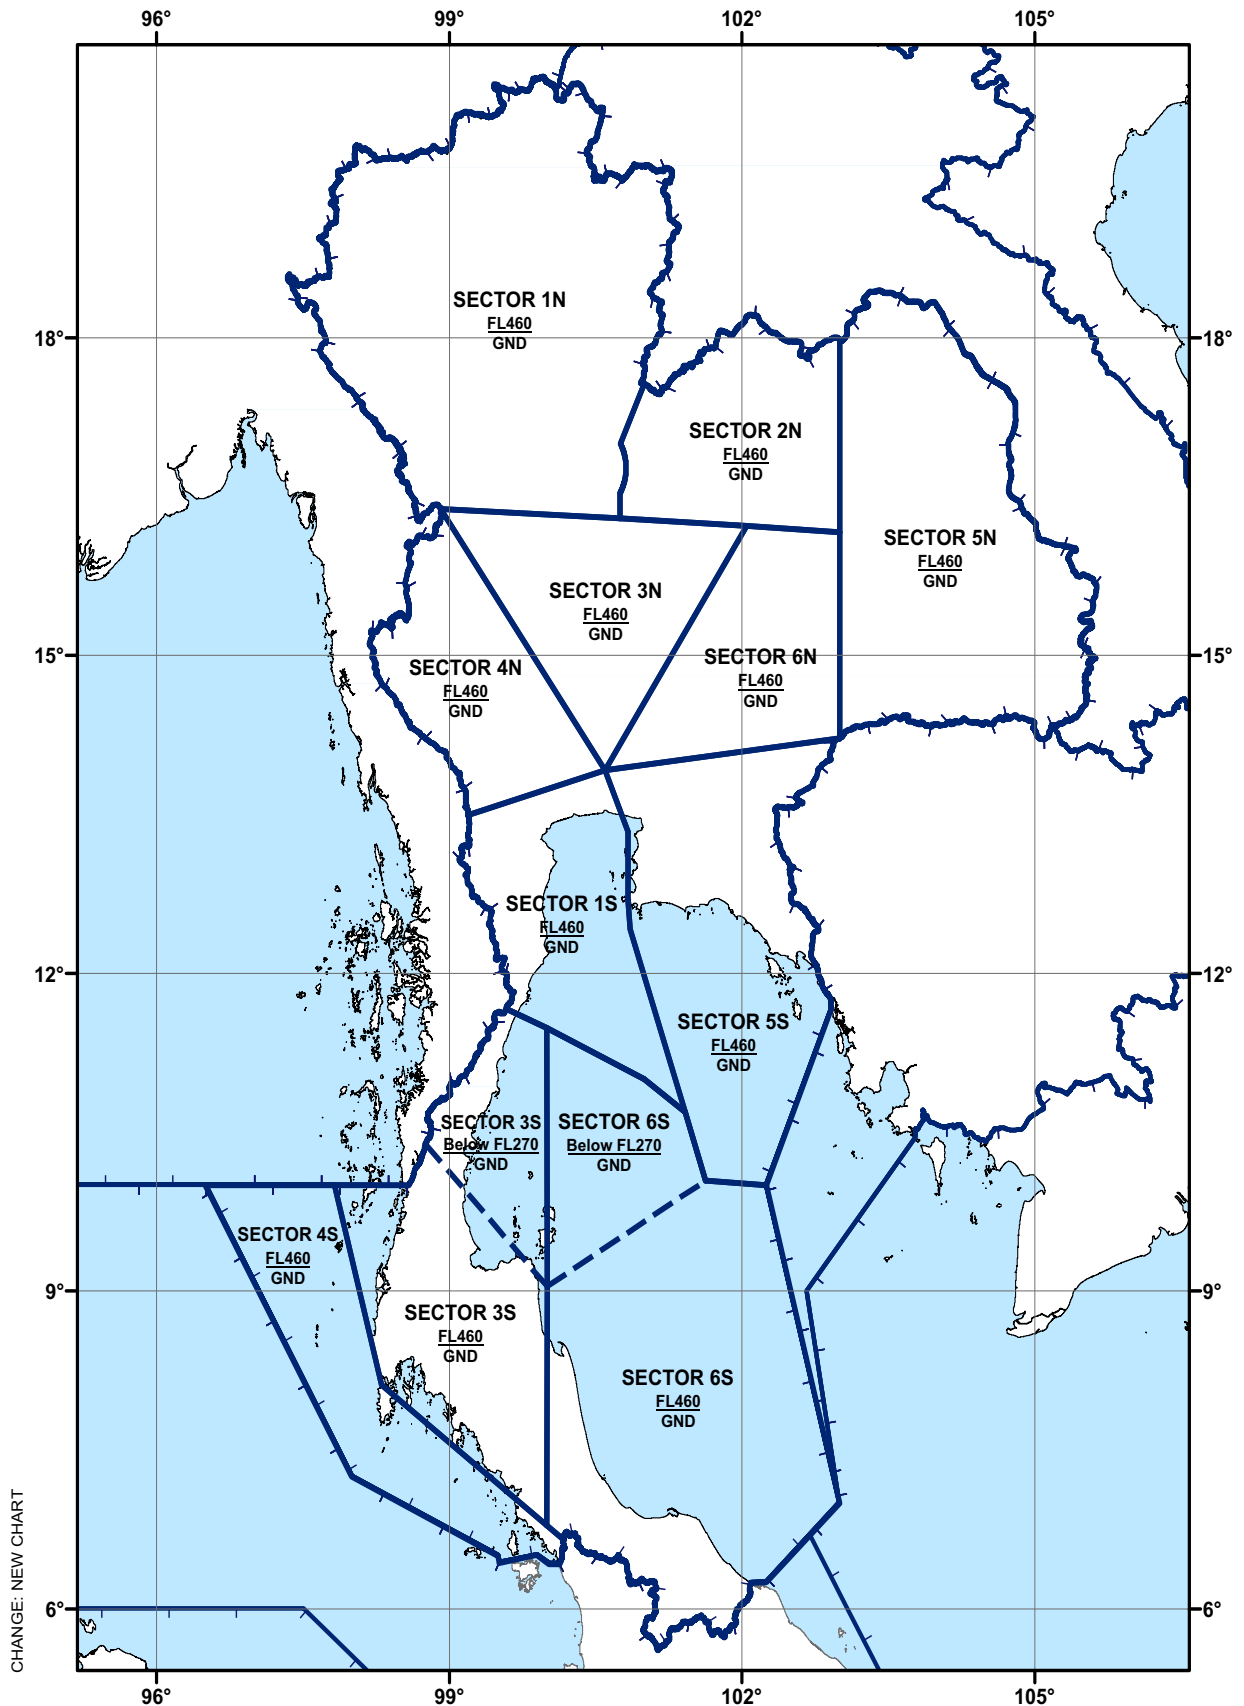 96°
99°
102°
105°
SECTOR 1N
FL460
GND
18°
18°
SECTOR 2N
FL460
GND
SECTOR 5N
FL460
GND
SECTOR 3N
FL460
GND
15°
15°
SECTOR 4N
FL460
GND
SECTOR 6N
FL460
GND
SECTOR 1S
FL460
GND
12°
12°
SECTOR 5S
FL460
GND
SECTOR 3S
Below FL270
GND
SECTOR 6S
Below FL270
GND
SECTOR 4S
FL460
GND
9°
9°
SECTOR 3S
FL460
GND
SECTOR 6S
FL460
GND
CHANGE: NEW CHART
6°
6°
96°
99°
102°
105°